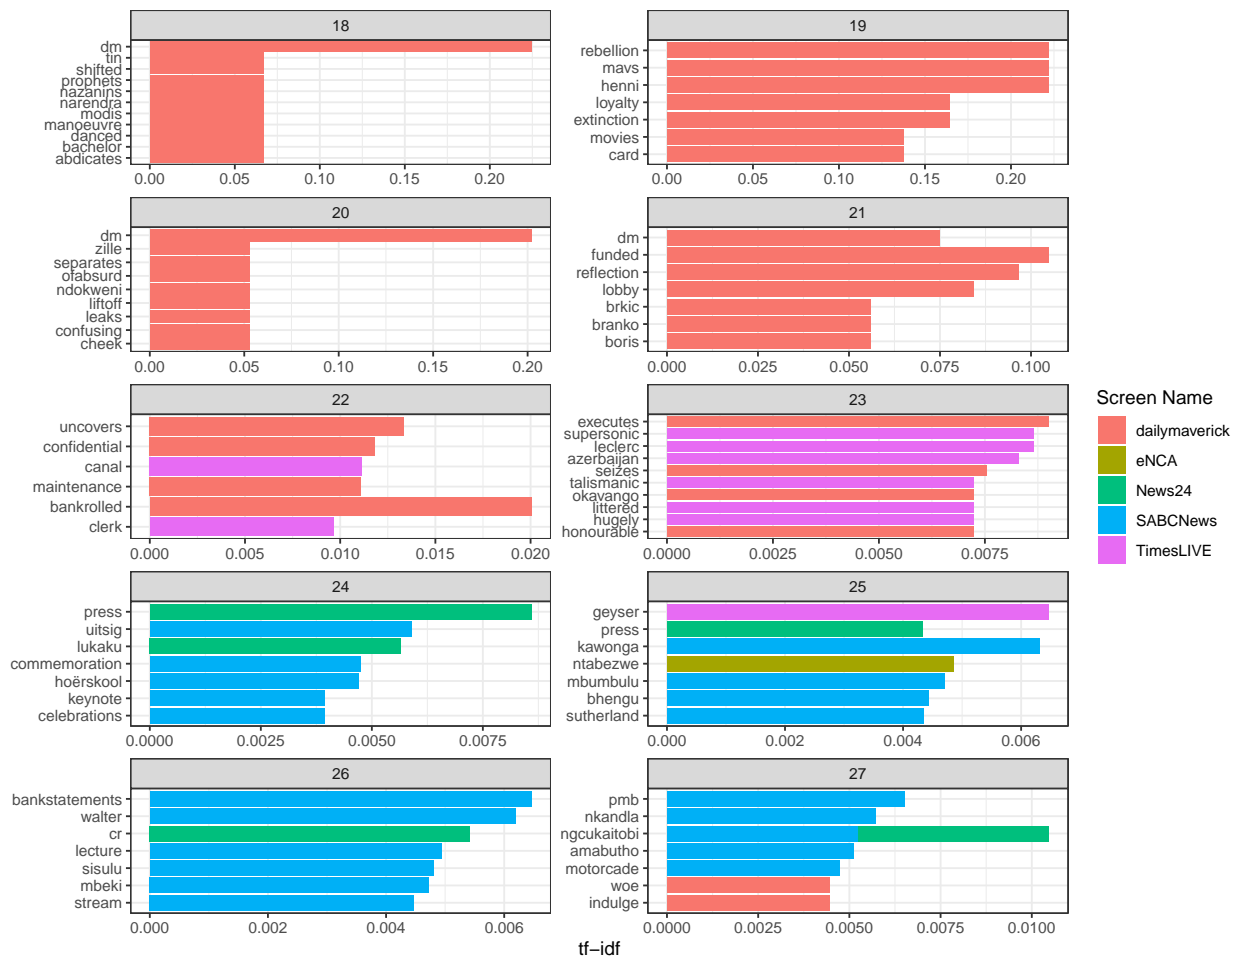 18
dm
tin
shifted
prophets
nazanins
narendra
modis
manoeuvre
danced
bachelor
abdicates
0.00 0.05 0.10 0.15 0.20
19
rebellion
mavs
henni
loyalty
extinction
movies
card
0.00 0.05 0.10 0.15 0.20
20
dm
zille
separates
ofabsurd
ndokweni
liftoff
leaks
confusing
cheek
0.00 0.05 0.10 0.15 0.20
21
dm
funded
reflection
lobby
brkic
branko
boris
0.000 0.025 0.050 0.075 0.100
22
uncovers
confidential
canal
maintenance
bankrolled
clerk
0.000 0.005 0.010 0.015 0.020
23
executes
supersonic
leclerc
azerbaijan
seizes
talismanic
okavango
littered
hugely
honourable
0.0000 0.0025 0.0050 0.0075
24
press
uitsig
lukaku
commemoration
hoërskool
keynote
celebrations
0.0000 0.0025 0.0050 0.0075
25
geyser
press
kawonga
ntabezwe
mbumbulu
bhengu
sutherland
0.000 0.002 0.004 0.006
26
bankstatements
walter
cr
lecture
sisulu
mbeki
stream
0.000 0.002 0.004 0.006
27
pmb
nkandla
ngcukaitobi
amabutho
motorcade
woe
indulge
0.0000 0.0025 0.0050 0.0075 0.0100
tf−idf
Screen Name
dailymaverick
eNCA
News24
SABCNews
TimesLIVE